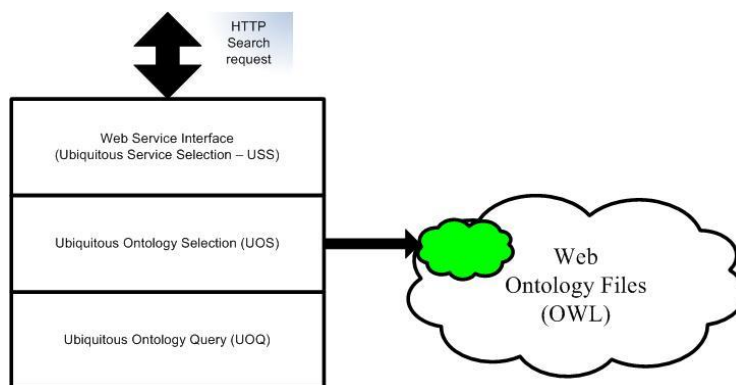 HTTP
Search
request
Web Service Interface
(Ubiquitous Service Selection – USS)
Ubiquitous Ontology Selection (UOS)
Ubiquitous Ontology Query (UOQ)
Web
Ontology Files
(OWL)